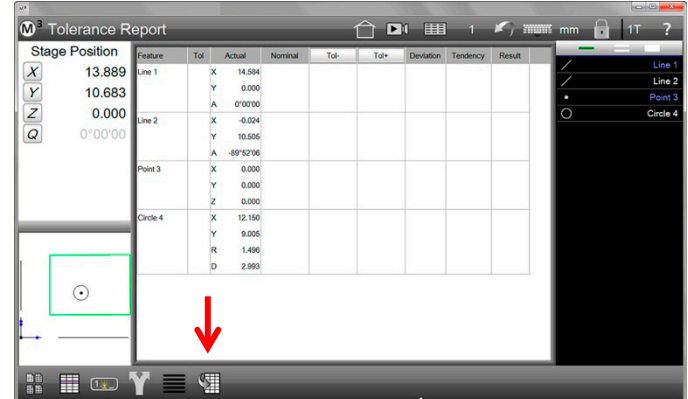 M³ Tolerance Report 1 mm 1T ?
Stage Position
X 13.889
Y 10.683
Z 0.000
Q 0°00'00
Feature Tol Actual Nominal Tol- Tol+ Deviation Tendency Result
Line 1 X 14.584
Y 0.000
A 0°00'00
Line 2 X -0.024
Y 10.505
A -89°52'06
Point 3 X 0.000
Y 0.000
Z 0.000
Circle 4 X 12.150
Y 9.005
R 1.496
D 2.993
Line 1
Line 2
Point 3
Circle 4